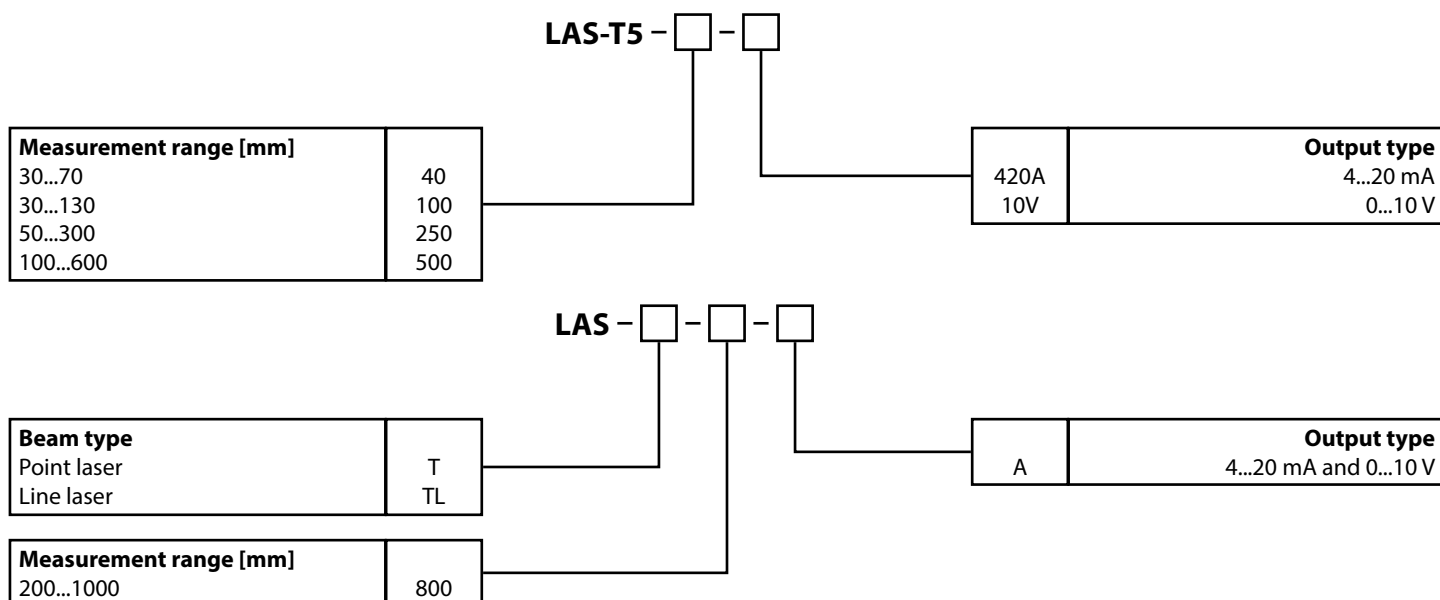 LAS-T5 – –
Measurement range [mm]
30...70 40
30...130 100
50...300 250
100...600 500
Output type
420A 4...20 mA
10V 0...10 V
LAS – – –
Beam type
Point laser T
Line laser TL
Output type
A 4...20 mA and 0...10 V
Measurement range [mm]
200...1000 800